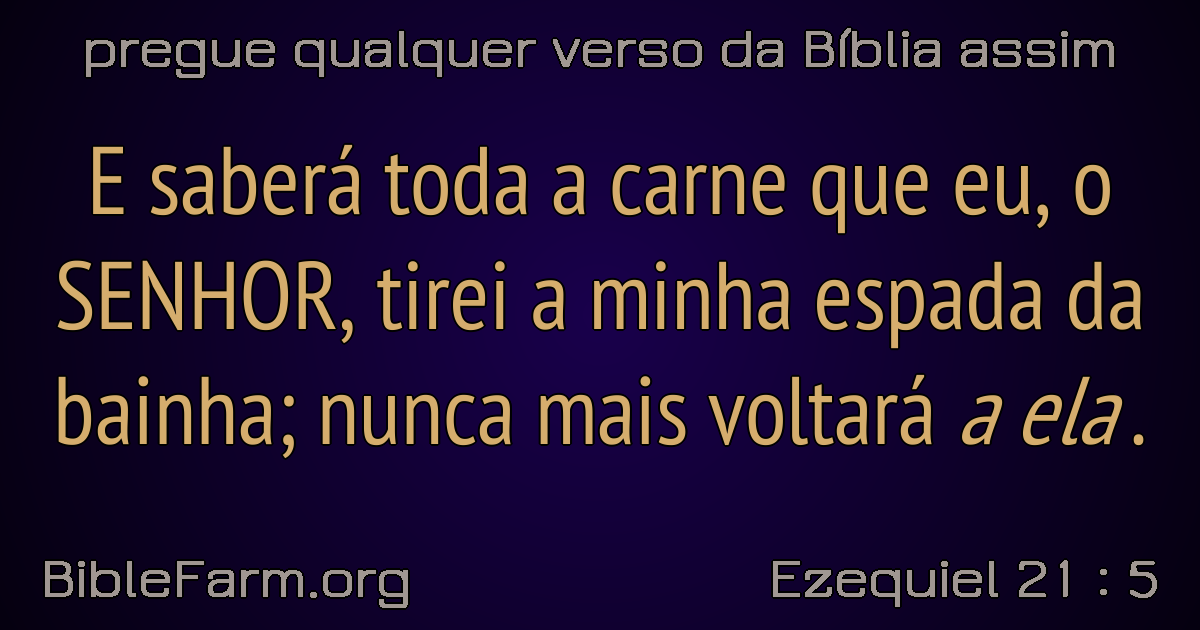 pregue qualquer verso da Bíblia assim
E saberá toda a carne que eu, o
SENHOR, tirei a minha espada da
bainha; nunca mais voltará a ela.
BibleFarm.org
Ezequiel 21 : 5